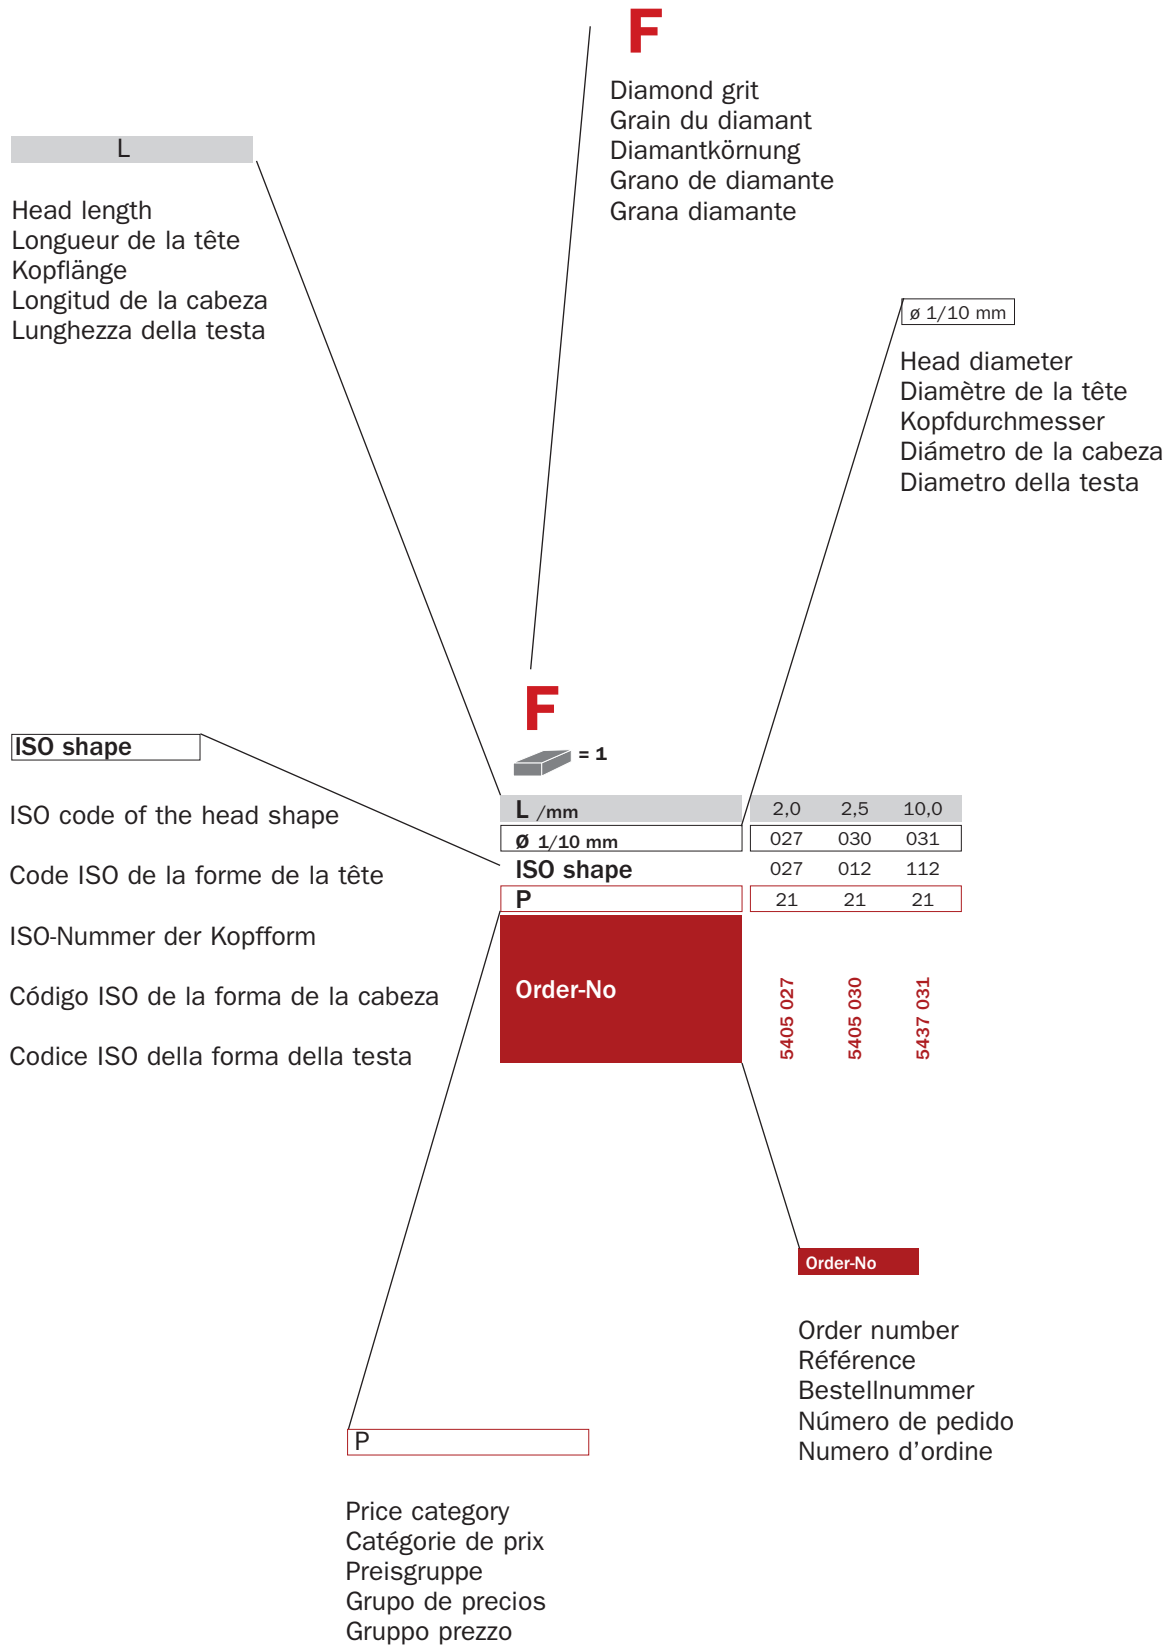 F
Diamond grit
Grain du diamant
Diamantkörnung
Grano de diamante
Grana diamante
L
Head length
Longueur de la tête
Kopflänge
Longitud de la cabeza
Lunghezza della testa
ø 1/10 mm
Head diameter
Diamètre de la tête
Kopfdurchmesser
Diámetro de la cabeza
Diametro della testa
F
= 1
ISO shape
ISO code of the head shape
Code ISO de la forme de la tête
ISO-Nummer der Kopfform
Código ISO de la forma de la cabeza
Codice ISO della forma della testa
L /mm 2,0 2,5 10,0
ø 1/10 mm 027 030 031
ISO shape 027 012 112
P 21 21 21
Order-No
5405 027
5405 030
5437 031
Order-No
Order number
Référence
Bestellnummer
Número de pedido
Numero d’ordine
P
Price category
Catégorie de prix
Preisgruppe
Grupo de precios
Gruppo prezzo